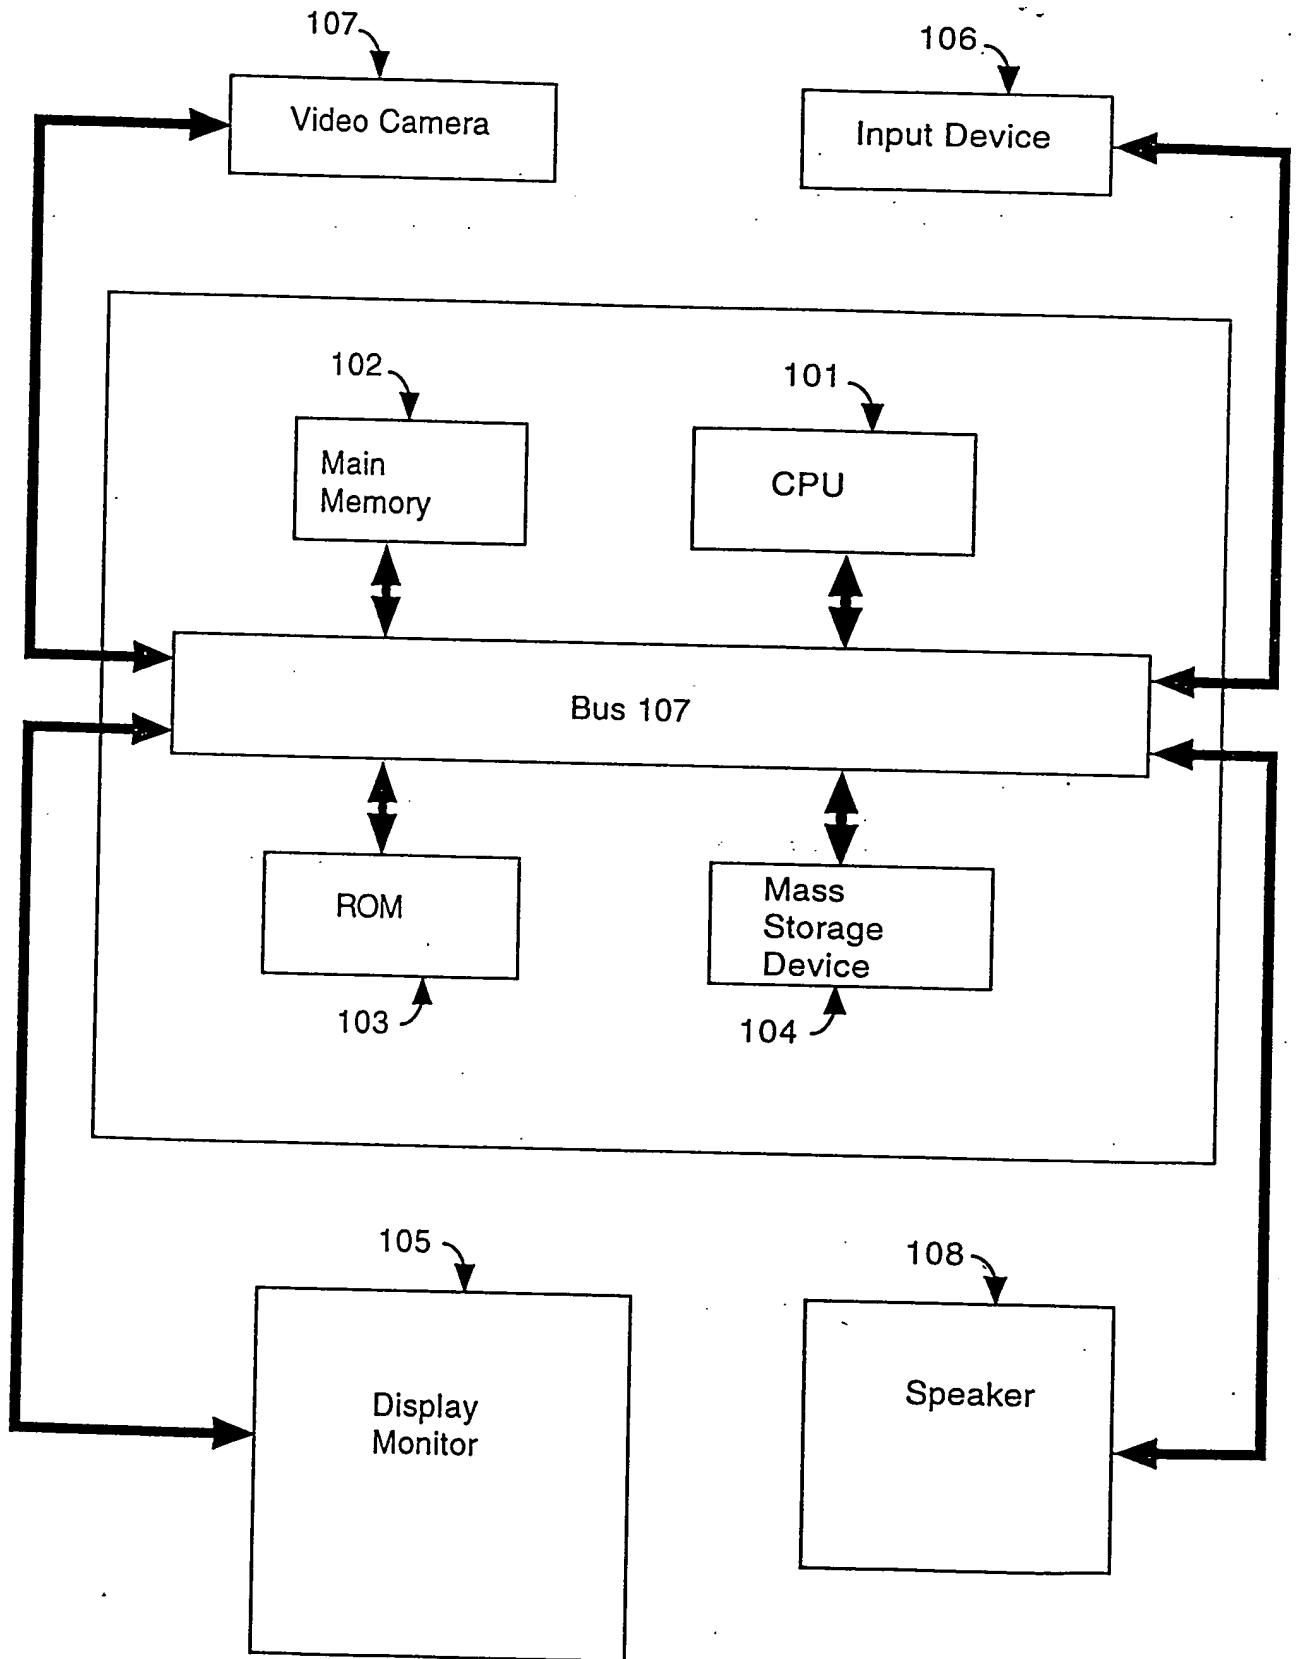 107
106
Video Camera
Input Device
102
101
Main
Memory
CPU
Bus 107
ROM
Mass
Storage
Device
103
104
105
108
Display
Monitor
Speaker